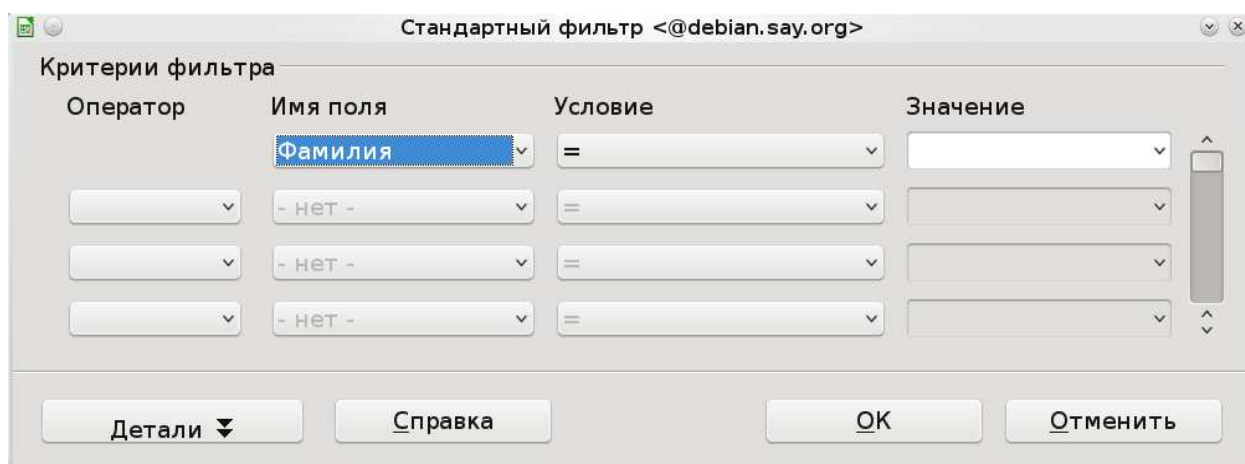 Стандартный фильтр <@debian.say.org>
Критерии фильтра
Оператор Имя поля Условие Значение
Фамилия =
- нет - =
- нет - =
- нет - =
Детали Справка OK Отменить